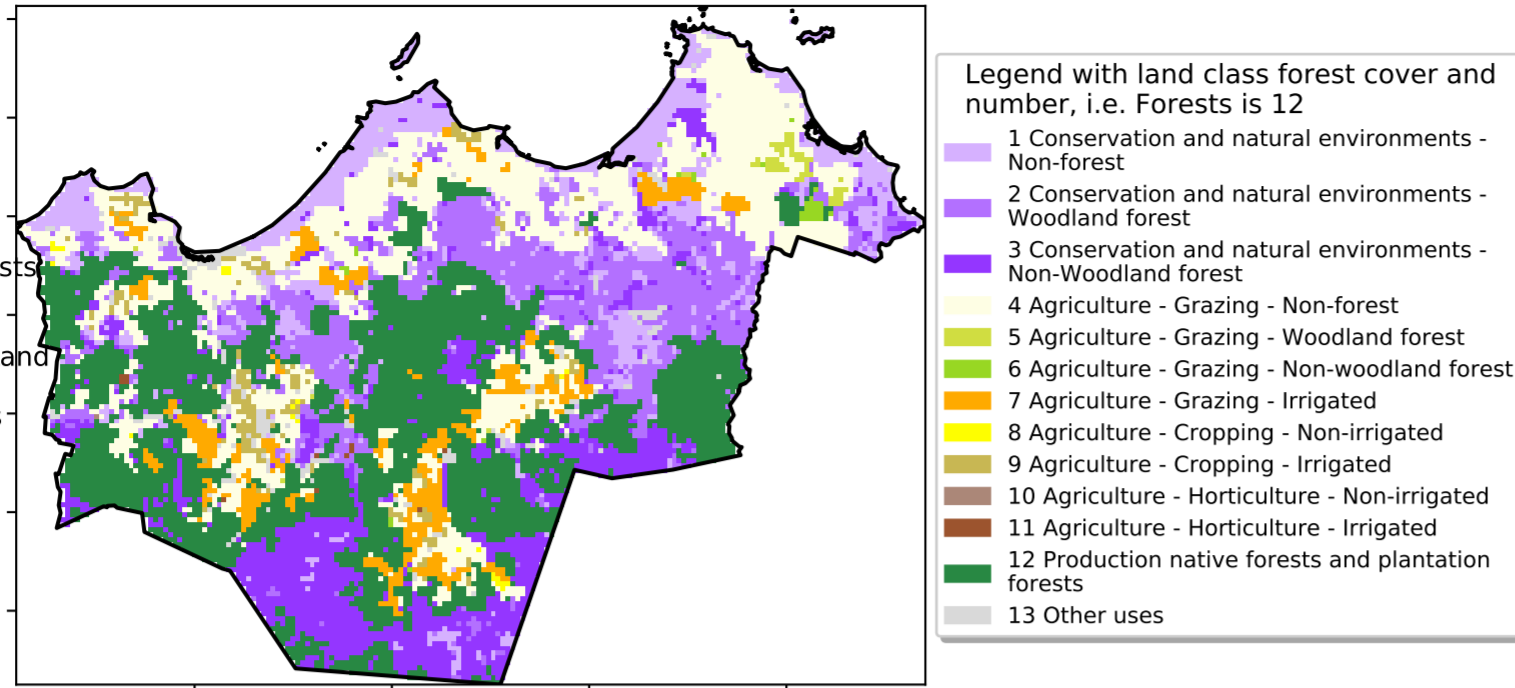 Legend with land class forest cover and
number, i.e. Forests is 12
1 Conservation and natural environments -
Non-forest
2 Conservation and natural environments -
Woodland forest
3 Conservation and natural environments -
Non-Woodland forest
4 Agriculture - Grazing - Non-forest
5 Agriculture - Grazing - Woodland forest
6 Agriculture - Grazing - Non-woodland forest
7 Agriculture - Grazing - Irrigated
8 Agriculture - Cropping - Non-irrigated
9 Agriculture - Cropping - Irrigated
10 Agriculture - Horticulture - Non-irrigated
11 Agriculture - Horticulture - Irrigated
12 Production native forests and plantation
forests
13 Other uses
sts
and